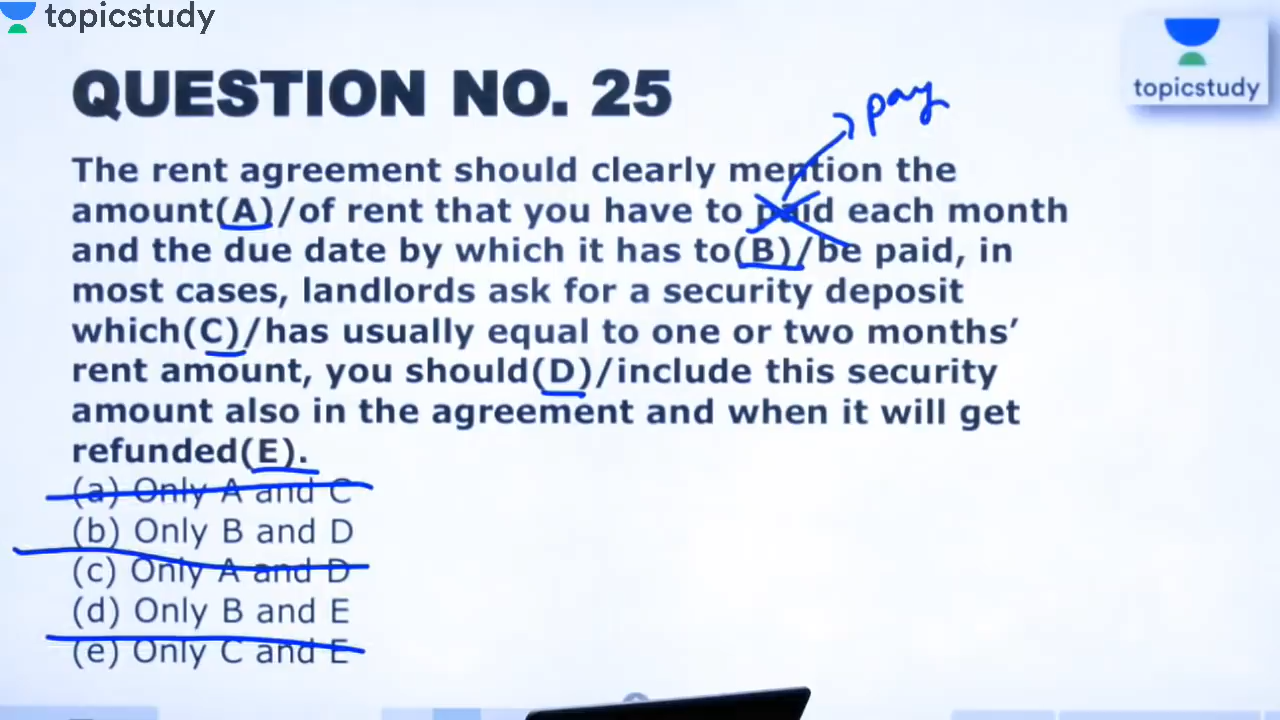 topicstudy
topicstudy
QUESTION NO. 25
pay
The rent agreement should clearly mention the
amount(A)/of rent that you have to paid each month
and the due date by which it has to(B)/be paid, in
most cases, landlords ask for a security deposit
which(C)/has usually equal to one or two months’
rent amount, you should(D)/include this security
amount also in the agreement and when it will get
refunded(E).
(a) Only A and C
(b) Only B and D
(c) Only A and D
(d) Only B and E
(e) Only C and E